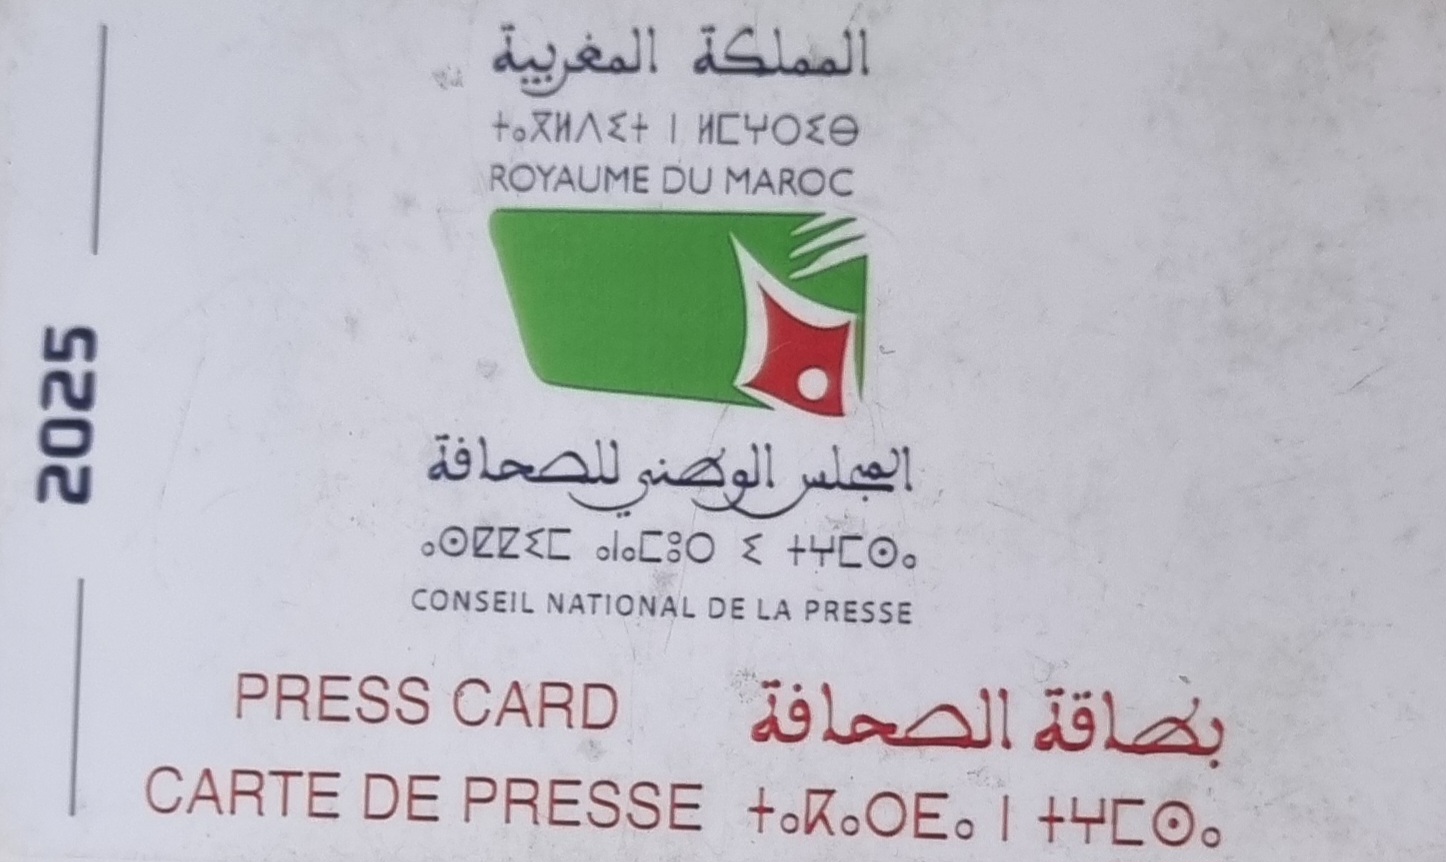 المملكة المغربية
ⵜⴰⴳⵍⴷⵉⵜ ⵏ ⵍⵎⵖⵔⵉⴱ
ROYAUME DU MAROC
2025
المجلس الوطني للصحافة
ⴰⵙⵇⵇⵉⵎ ⴰⵏⴰⵎⵓⵔ ⵉ ⵜⵖⵎⵙⴰ
CONSEIL NATIONAL DE LA PRESSE
PRESS CARD
بطاقة الصحافة
CARTE DE PRESSE
ⵜⴰⴽⴰⵔⴹⴰ ⵏ ⵜⵖⵎⵙⴰ